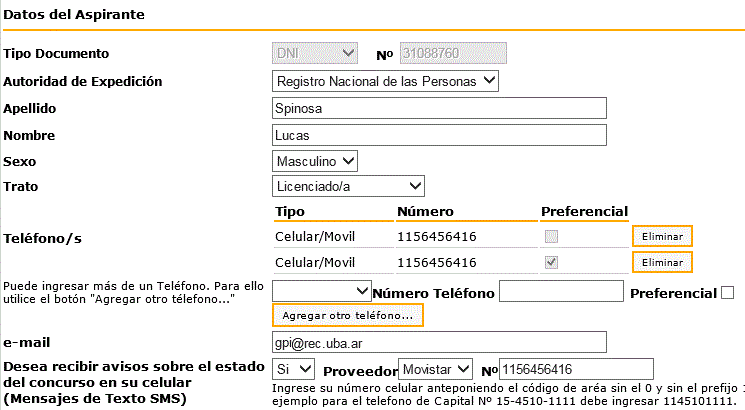 Datos del Aspirante
Tipo Documento DNI Nº 31088760
Autoridad de Expedición Registro Nacional de las Personas
Apellido Spinosa
Nombre Lucas
Sexo Masculino
Trato Licenciado/a
Tipo Número Preferencial
Teléfono/s Celular/Movil 1156456416 Eliminar
Celular/Movil 1156456416 Eliminar
Puede ingresar más de un Teléfono. Para ello
utilice el botón "Agregar otro télefono..."
Número Teléfono Preferencial
Agregar otro teléfono...
e-mail gpi@rec.uba.ar
Desea recibir avisos sobre el estado
del concurso en su celular
(Mensajes de Texto SMS)
Si Proveedor Movistar Nº 1156456416
Ingrese su número celular anteponiendo el código de aréa sin el 0 y sin el prefijo
ejemplo para el telefono de Capital Nº 15-4510-1111 debe ingresar 1145101111.